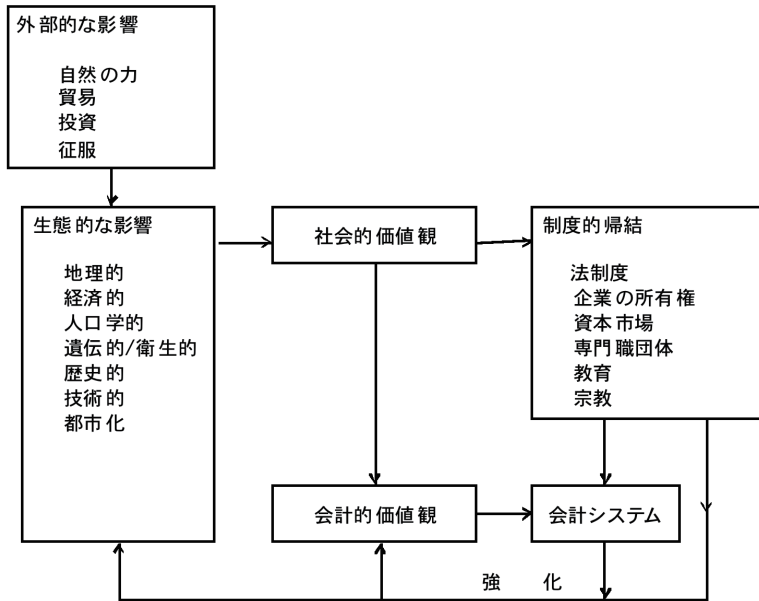 外部的な影響
自然の力
貿易
投資
征服
生態的な影響
地理的
経済的
人口学的
遺伝的/衛生的
歴史的
技術的
都市化
社会的価値観
制度的帰結
法制度
企業の所有権
資本市場
専門職団体
教育
宗教
会計的価値観
会計システム
強 化